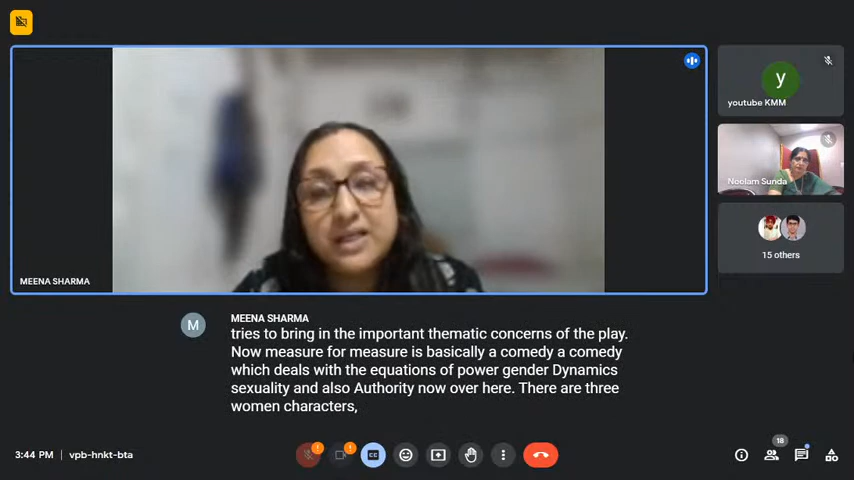 y
youtube KMM
Neelam Sunda
15 others
MEENA SHARMA
M
MEENA SHARMA
tries to bring in the important thematic concerns of the play.
Now measure for measure is basically a comedy a comedy
which deals with the equations of power gender Dynamics
sexuality and also Authority now over here. There are three
women characters,
3:44 PM | vpb-hnkt-bta
! ! CC 18